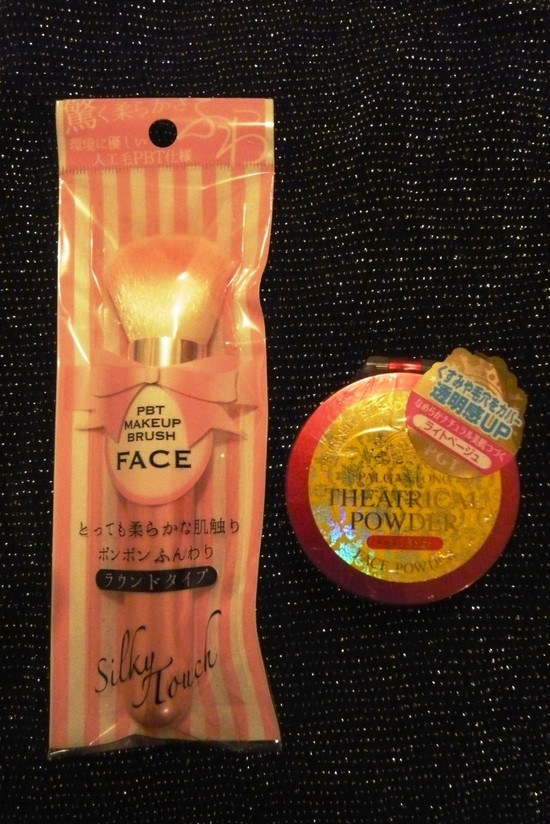 驚く柔らかさ
ふわっ
環境に優しい
人工毛PBT仕様
PBT
MAKEUP
BRUSH
FACE
とっても柔らかな肌触り
ポンポンふんわり
ラウンドタイプ
Silky
Touch
くすみや毛穴をカバー
透明感UP
ライトベージュ
PALGANTONG
THEATRICAL
POWDER
FACE POWDER